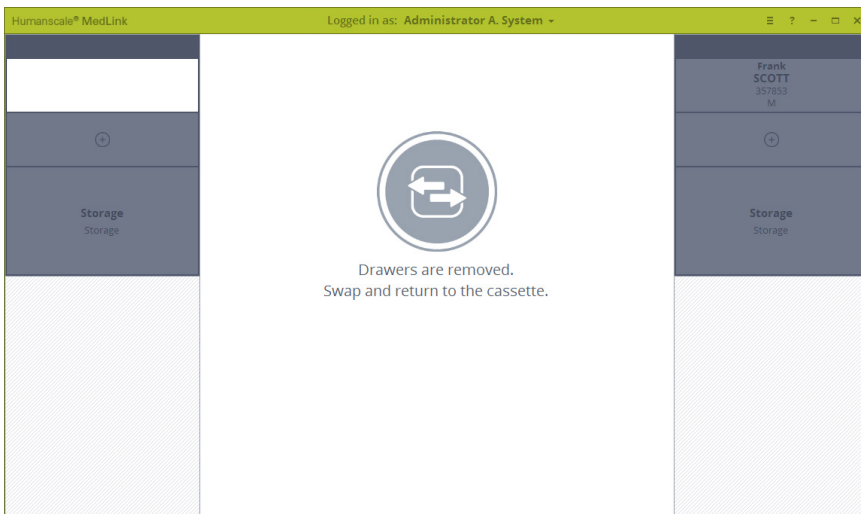 Humanscale® MedLink
Logged in as: Administrator A. System
?
Frank
SCOTT
357853
M
Storage
Storage
Drawers are removed.
Swap and return to the cassette.
Storage
Storage